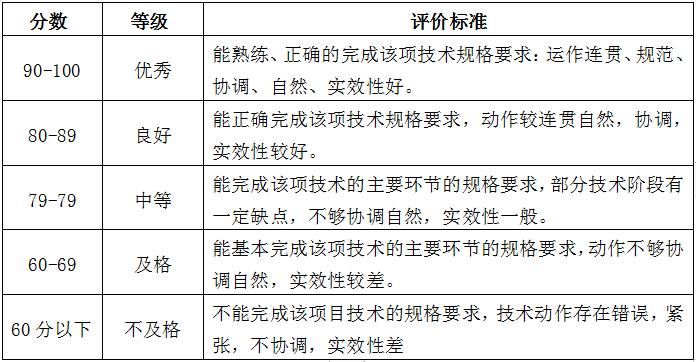 分数 等级 评价标准
90-100 优秀 能熟练、正确的完成该项技术规格要求：运作连贯、规范、
协调、自然、实效性好。
80-89 良好 能正确完成该项技术规格要求，动作较连贯自然，协调，
实效性较好。
79-79 中等 能完成该项技术的主要环节的规格要求，部分技术阶段有
一定缺点，不够协调自然，实效性一般。
60-69 及格 能基本完成该项技术的主要环节的规格要求，动作不够协
调自然，实效性较差。
60 分以下 不及格 不能完成该项目技术的规格要求，技术动作存在错误，紧
张，不协调，实效性差